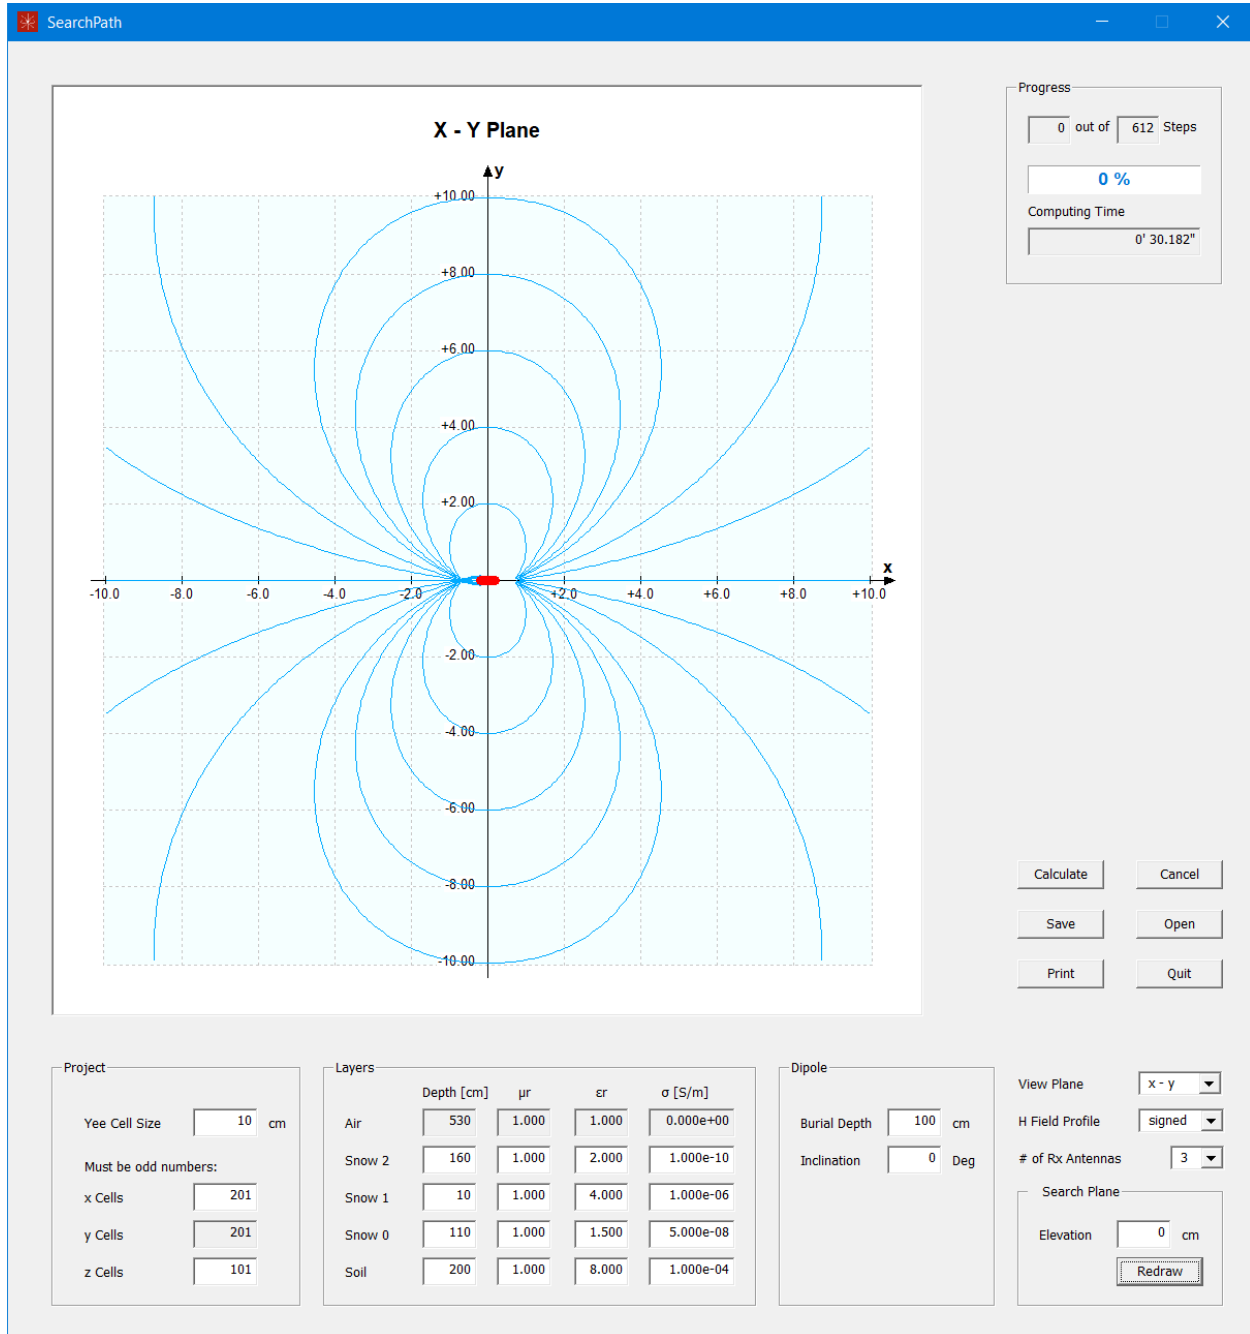 SearchPath
X - Y Plane
y
+10.00
+8.00
+6.00
+4.00
+2.00
x
-10.0 -8.0 -6.0 -4.0 -2.0 +2.0 +4.0 +6.0 +8.0 +10.0
-2.00
-4.00
-6.00
-8.00
-10.00
Progress
0 out of 612 Steps
0 %
Computing Time
0' 30.182"
Calculate Cancel
Save Open
Print Quit
Project
Yee Cell Size 10 cm
Must be odd numbers:
x Cells 201
y Cells 201
z Cells 101
Layers
Depth [cm] μr εr σ [S/m]
Air 530 1.000 1.000 0.000e+00
Snow 2 160 1.000 2.000 1.000e-10
Snow 1 10 1.000 4.000 1.000e-06
Snow 0 110 1.000 1.500 5.000e-08
Soil 200 1.000 8.000 1.000e-04
Dipole
Burial Depth 100 cm
Inclination 0 Deg
View Plane x - y
H Field Profile signed
# of Rx Antennas 3
Search Plane
Elevation 0 cm
Redraw